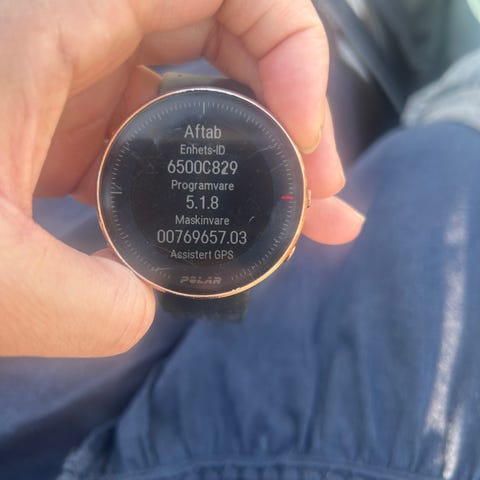 Aftab
Enhets-ID
6500C829
Programvare
5.1.8
Maskinvare
00769657.03
Assistert GPS
POLAR